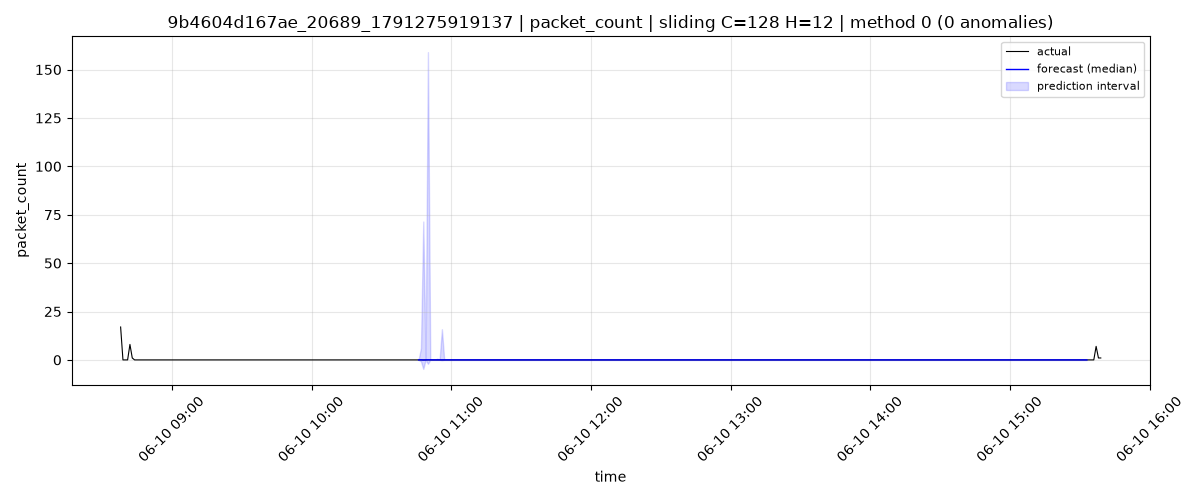 9b4604d167ae_20689_1791275919137 | packet_count | sliding C=128 H=12 | method 0 (0 anomalies)
actual
forecast (median)
prediction interval
packet_count
150
125
100
75
50
25
0
06-10 09:00
06-10 10:00
06-10 11:00
06-10 12:00
06-10 13:00
06-10 14:00
06-10 15:00
06-10 16:00
time